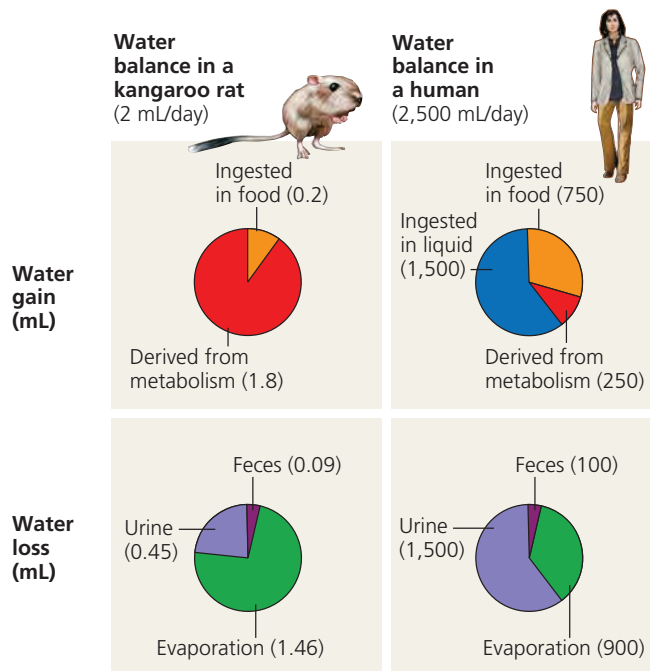 Water
balance in a
kangaroo rat
(2 mL/day)
Water
balance in
a human
(2,500 mL/day)
Water
gain
(mL)
Ingested
in food (0.2)
Derived from
metabolism (1.8)
Ingested
in food (750)
Ingested
in liquid
(1,500)
Derived from
metabolism (250)
Water
loss
(mL)
Feces (0.09)
Urine
(0.45)
Evaporation (1.46)
Feces (100)
Urine
(1,500)
Evaporation (900)